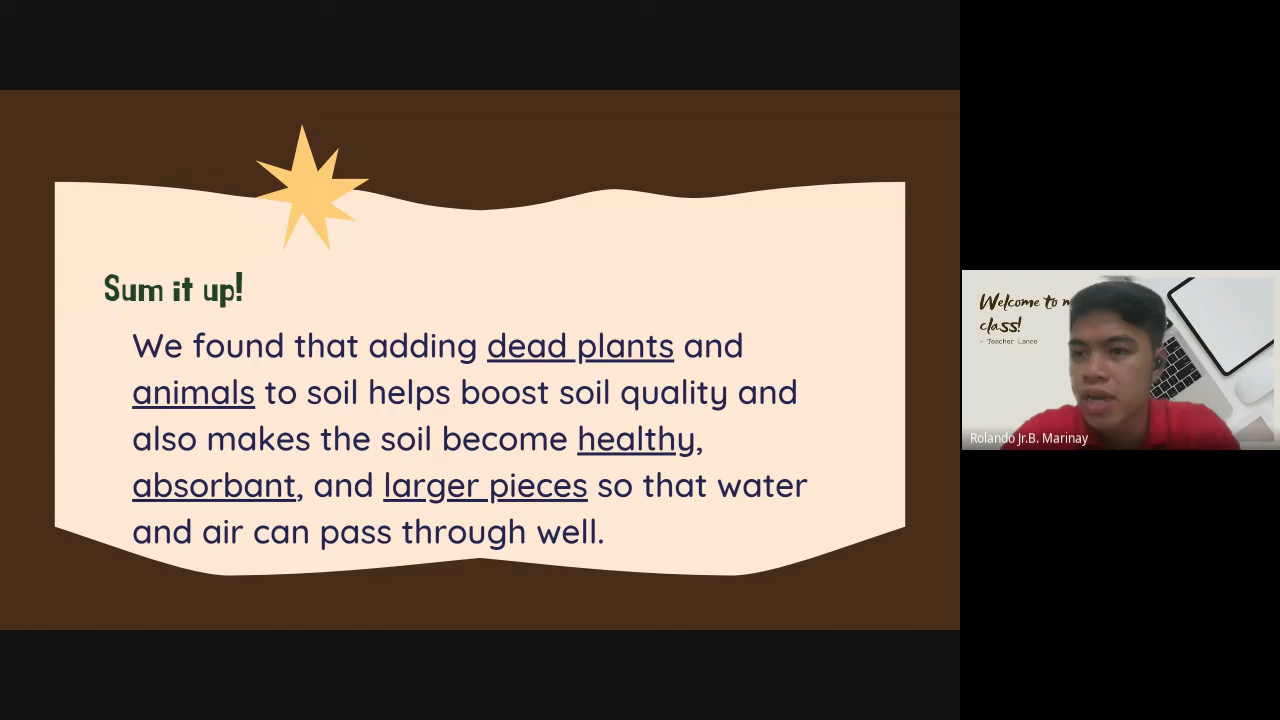 Sum it up!
We found that adding dead plants and
animals to soil helps boost soil quality and
also makes the soil become healthy,
absorbant, and larger pieces so that water
and air can pass through well.
Welcome to m
class!
- Teacher Lance
Rolando Jr.B. Marinay